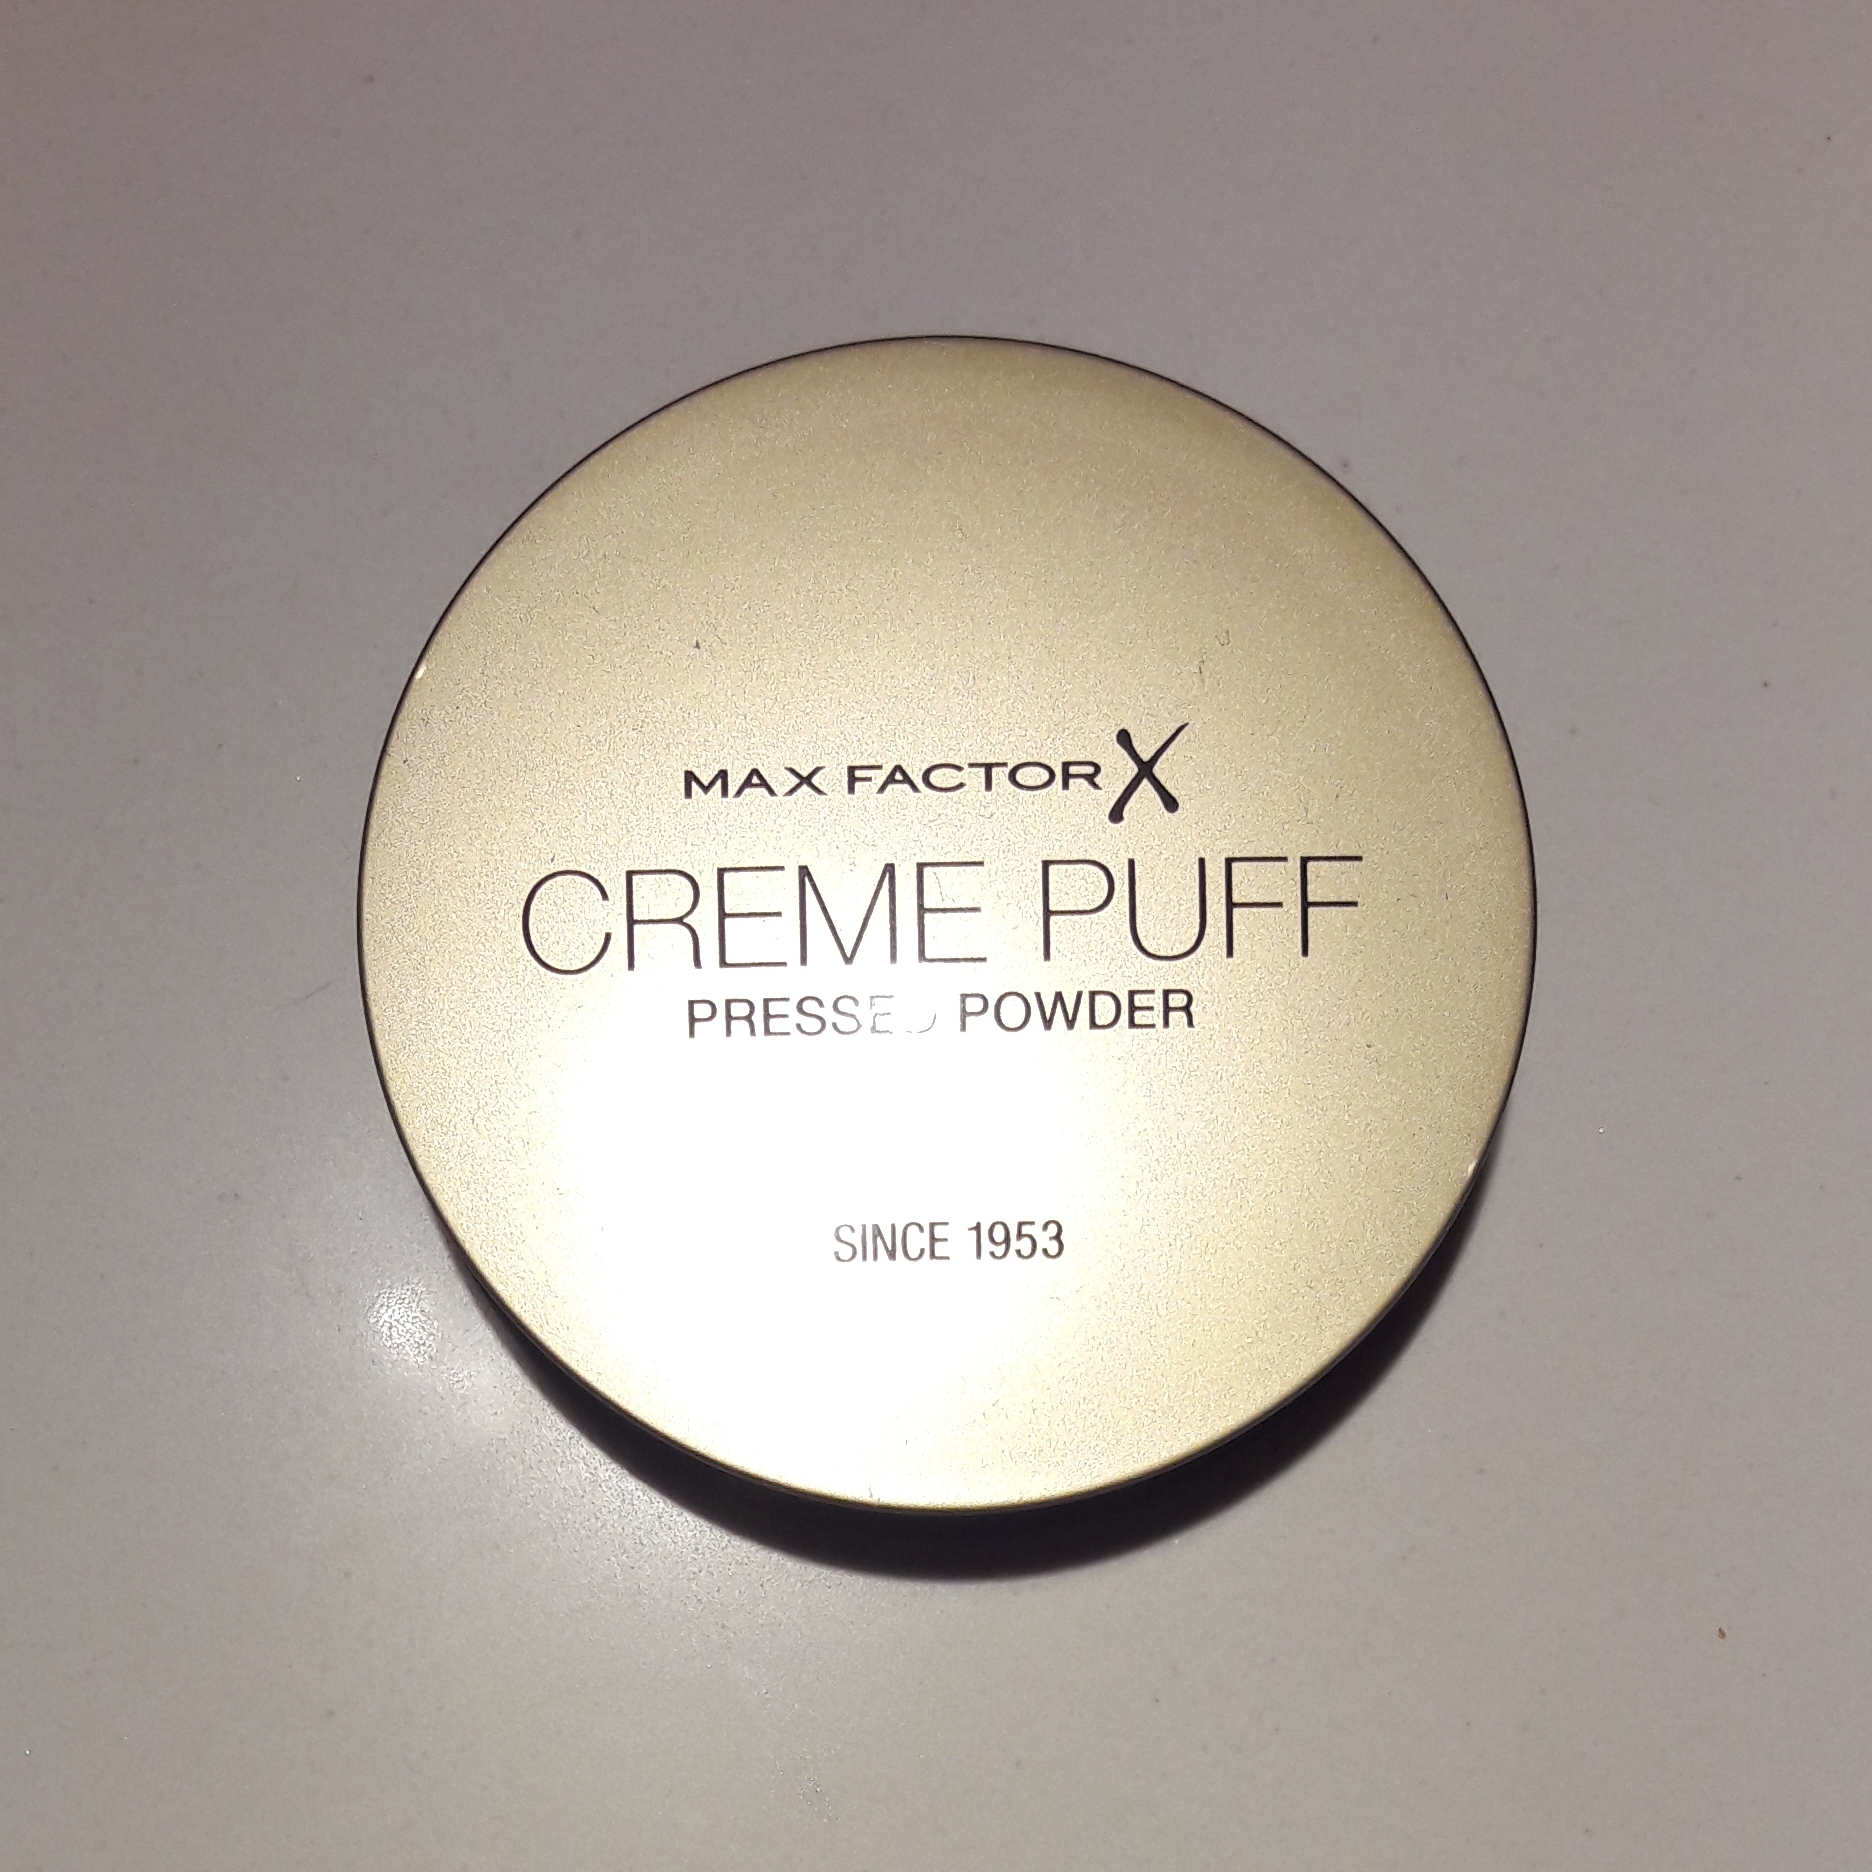 MAX FACTOR X
CREME PUFF
PRESSED POWDER
SINCE 1953